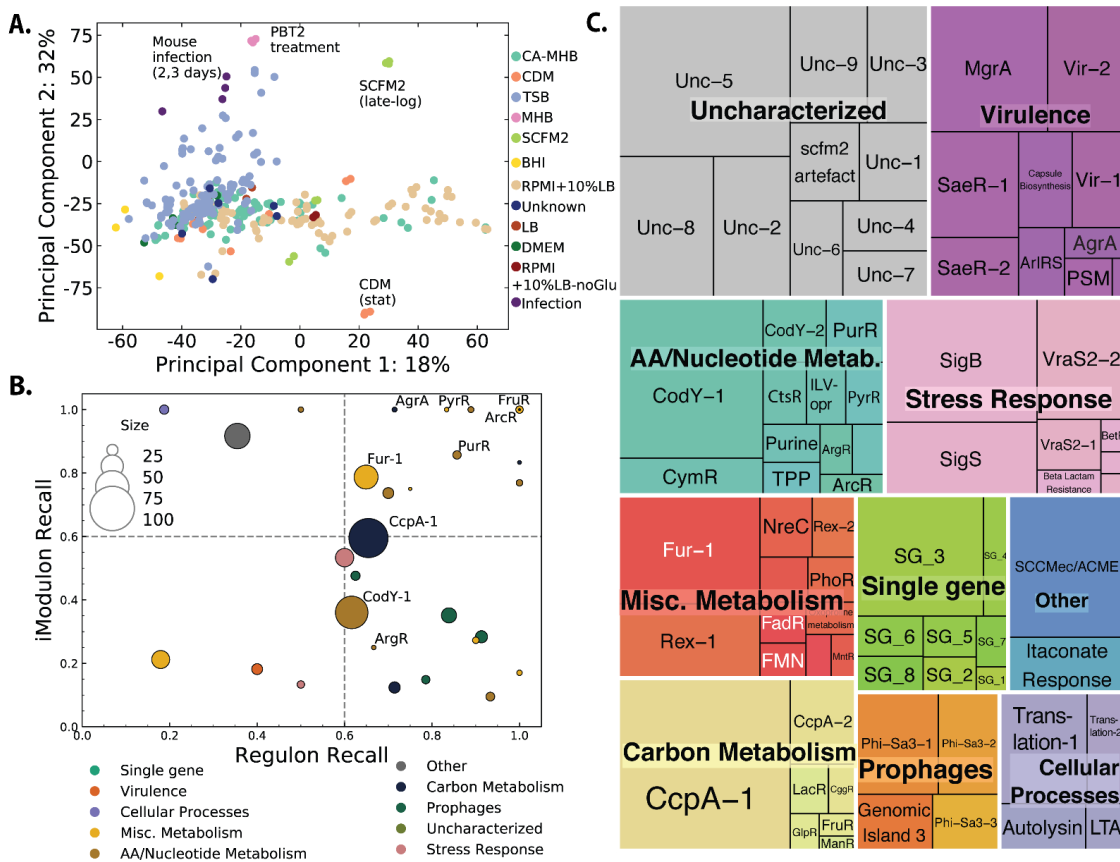 A.
Principal Component 2: 32%
75
50
25
0
-25
-50
-75
-60
-40
-20
0
20
40
60
Principal Component 1: 18%
Mouse
infection
(2,3 days)
PBT2
treatment
SCFM2
(late-log)
CDM
(stat)
CA-MHB
CDM
TSB
MHB
SCFM2
BHI
RPMI+10%LB
Unknown
LB
DMEM
RPMI
+10%LB-noGlu
Infection
B.
iModulon Recall
1.0
0.8
0.6
0.4
0.2
0.0
0.0
0.2
0.4
0.6
0.8
1.0
Regulon Recall
Size
25
50
75
100
AgrA
PyrR
FruR
ArcR
PurR
Fur-1
CcpA-1
CodY-1
ArgR
Single gene
Virulence
Cellular Processes
Misc. Metabolism
AA/Nucleotide Metabolism
Other
Carbon Metabolism
Prophages
Uncharacterized
Stress Response
C.
Uncharacterized
Unc−5
Unc−9
Unc−3
scfm2
artefact
Unc−1
Unc−8
Unc−2
Unc−6
Unc−4
Unc−7
Virulence
MgrA
Vir−2
SaeR−1
Capsule
Biosynthesis
Vir−1
SaeR−2
ArlRS
AgrA
PSM
AA/Nucleotide Metab.
CodY−2
PurR
CodY−1
CtsR
ILV-
opr
PyrR
Purine
ArgR
CymR
TPP
ArcR
Stress Response
SigB
VraS2−2
SigS
VraS2−1
Beta Lactam
Resistance
Misc. Metabolism
Fur−1
NreC
Rex−2
PhoR
metabolism
Rex−1
FadR
FMN
MntR
Single gene
SG_3
SG_4
SG_6
SG_5
SG_7
SG_8
SG_2
SG_1
SCCMec/ACME
Other
Itaconate
Response
Carbon Metabolism
CcpA−2
CcpA−1
LacR
CggR
GlpR
FruR
ManR
Prophages
Phi−Sa3−1
Phi−Sa3−2
Genomic
Island 3
Phi−Sa3−3
Trans-
lation-1
Trans-
lation-2
Cellular
Processes
Autolysin
LTA